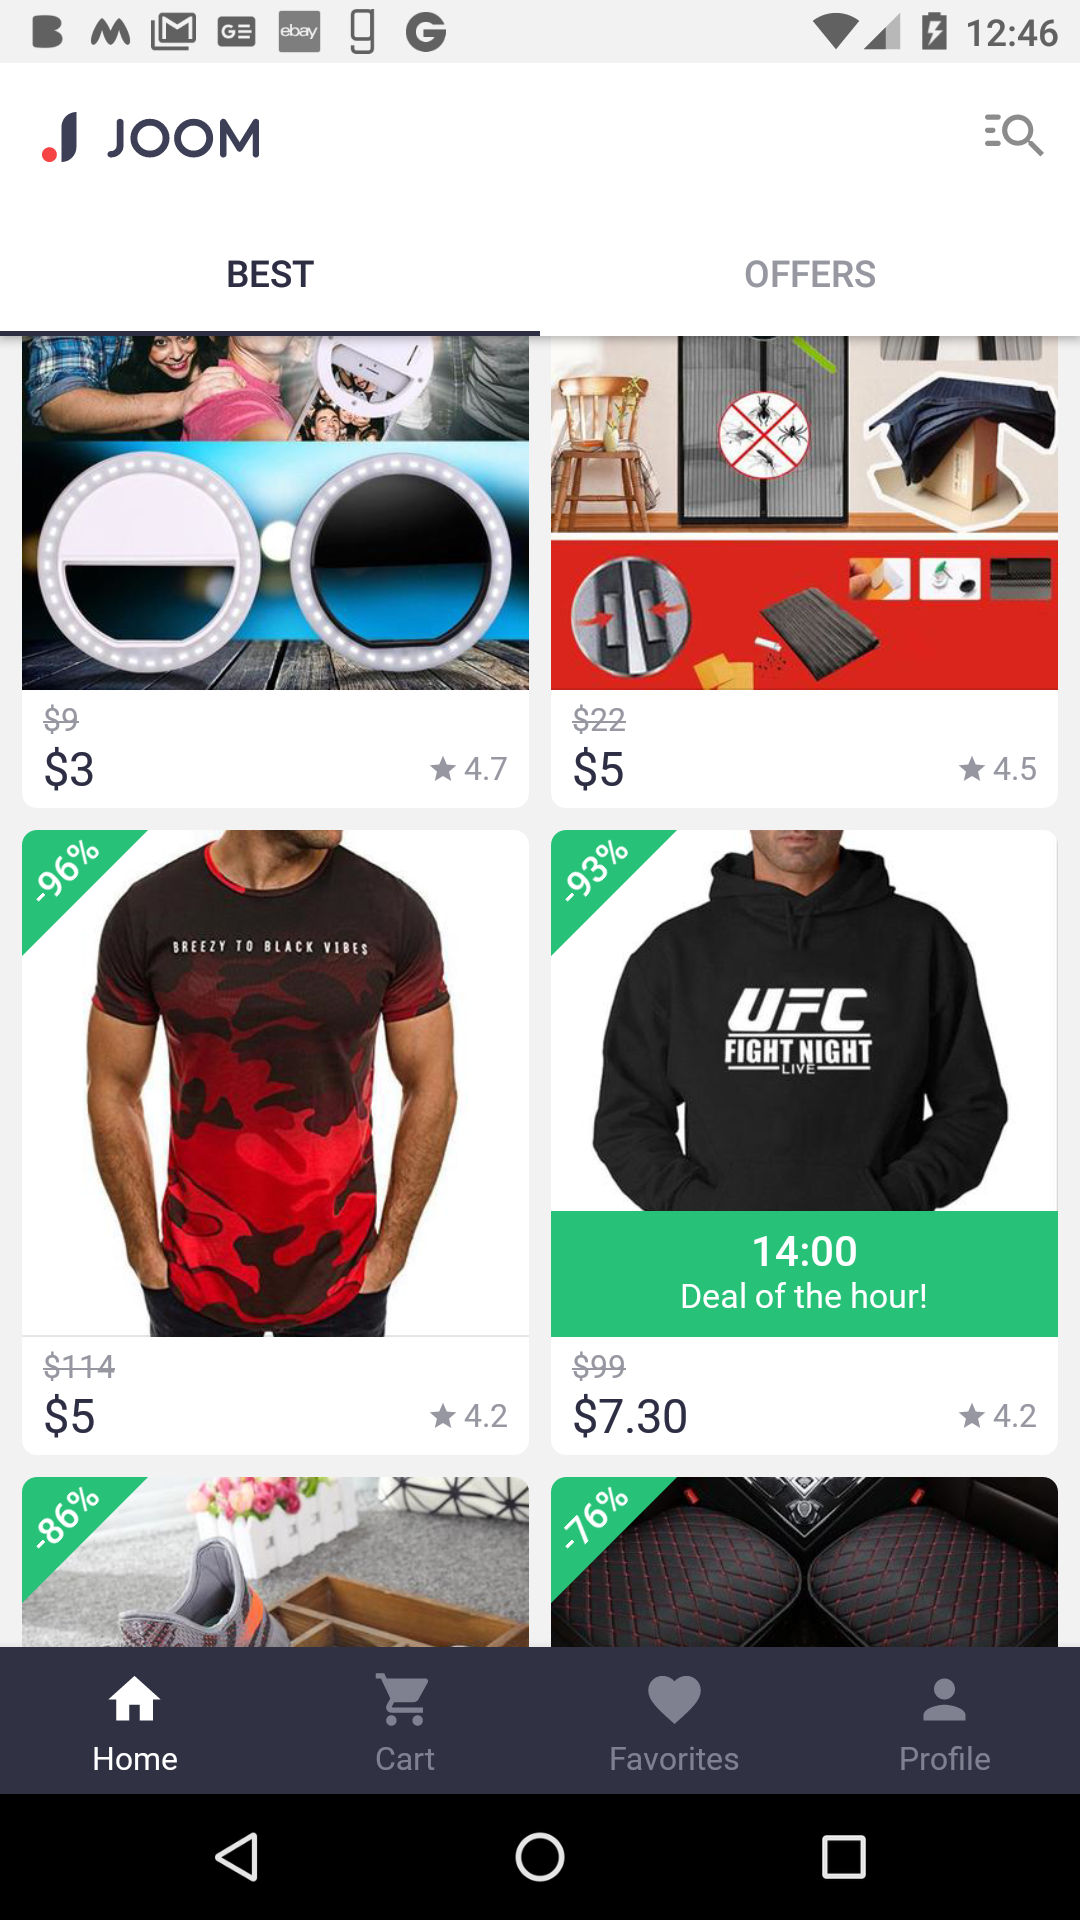 ebay
12:46
JOOM
BEST
OFFERS
$9
$3
4.7
$22
$5
4.5
-96%
BREEZY TO BLACK VIBES
$114
$5
4.2
-93%
UFC
FIGHT NIGHT
LIVE
14:00
Deal of the hour!
$99
$7.30
4.2
-86%
-76%
Home
Cart
Favorites
Profile